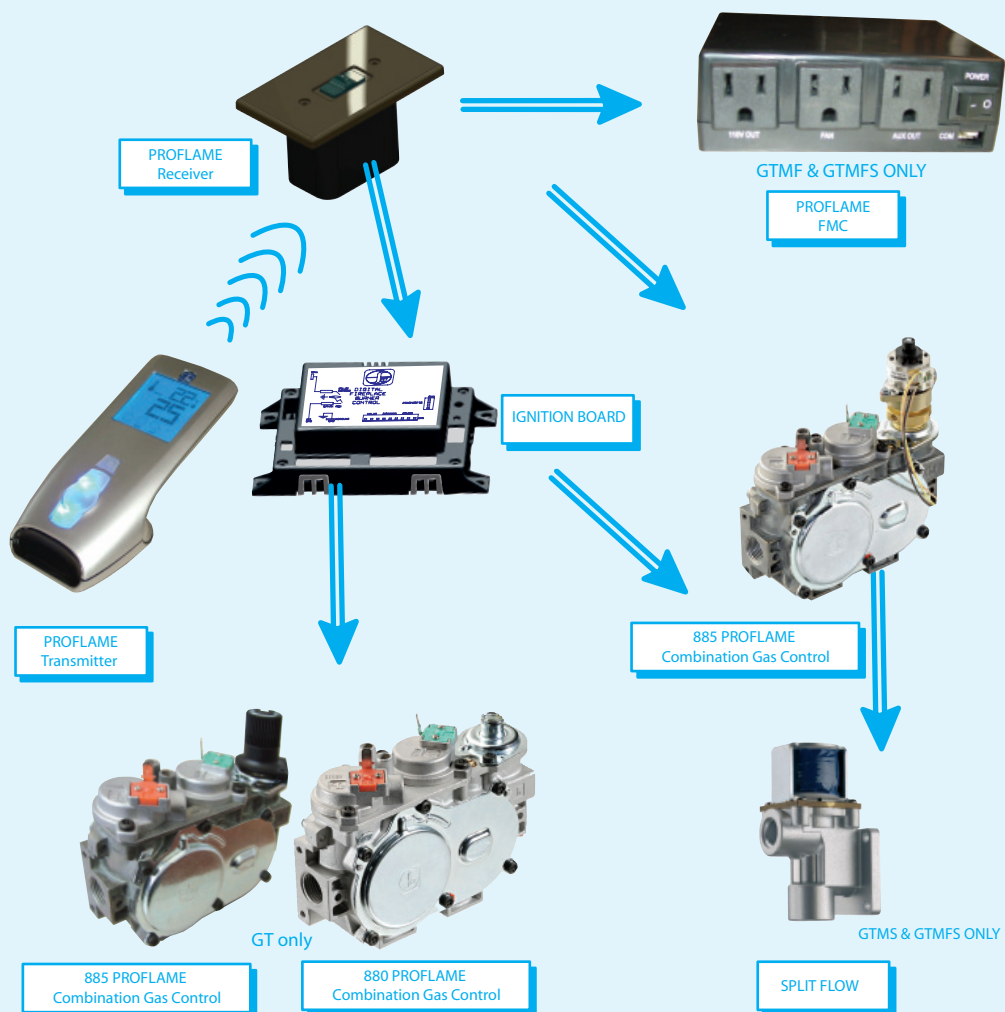 110V OUT
FAN
AUX OUT
POWER
COM
PROFLAME
Receiver
GTMF & GTMFS ONLY
PROFLAME
FMC
DIGITAL
FIREPLACE
BURNER
CONTROL
IGNITION BOARD
PROFLAME
Transmitter
885 PROFLAME
Combination Gas Control
GT only
GTMS & GTMFS ONLY
885 PROFLAME
Combination Gas Control
880 PROFLAME
Combination Gas Control
SPLIT FLOW